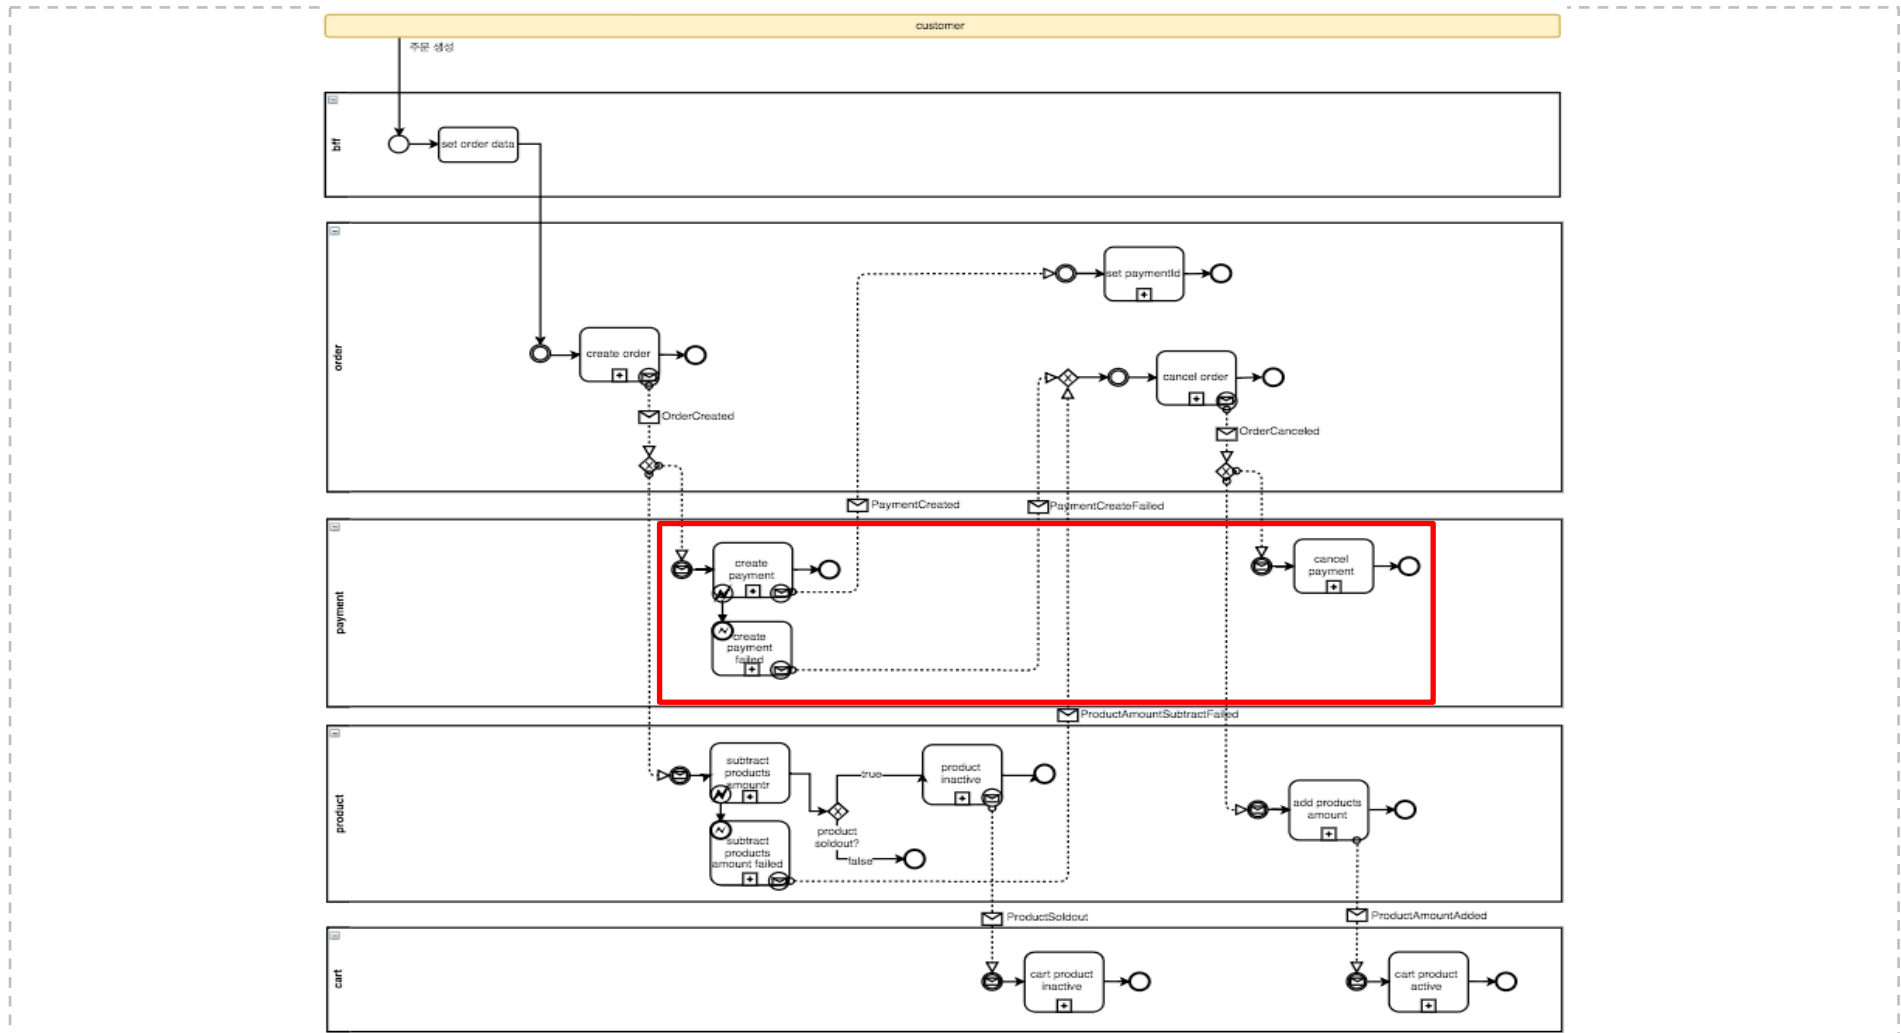 customer
주문 생성
bff
set order data
order
set paymentId
create order
cancel order
OrderCreated
OrderCanceled
PaymentCreated
PaymentCreateFailed
payment
create
payment
cancel
payment
create
payment
failed
ProductAmountSubtractFailed
product
subtract
products
amountr
true
product
inactive
product
soldout?
false
add products
amount
subtract
products
amount failed
ProductSoldout
ProductAmountAdded
cart
cart product
inactive
cart product
active